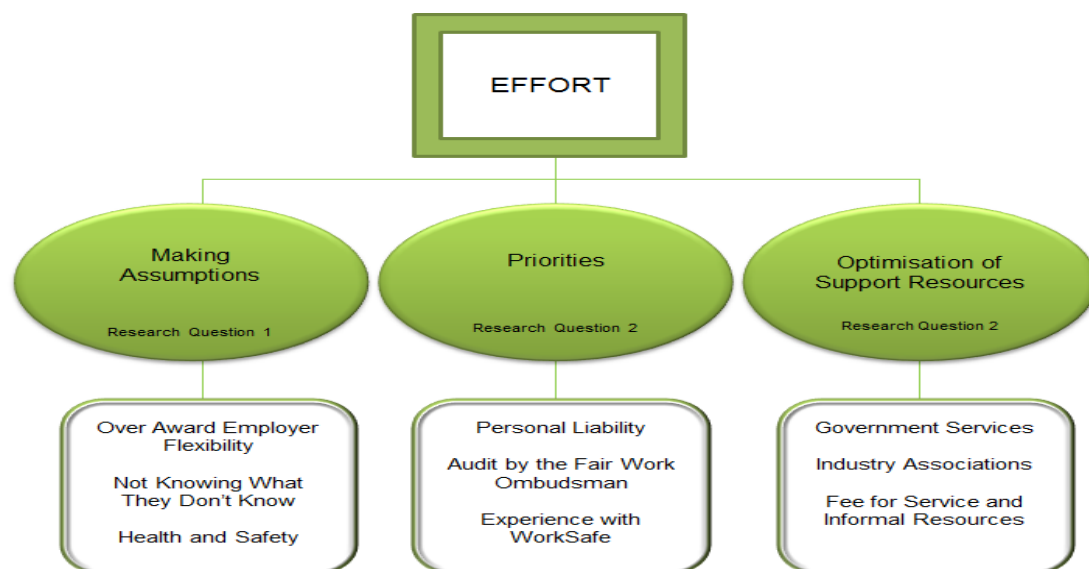 EFFORT
Making
Assumptions
Research Question 1
Priorities
Research Question 2
Optimisation of
Support Resources
Research Question 2
Over Award Employer
Flexibility
Not Knowing What
They Don't Know
Health and Safety
Personal Liability
Audit by the Fair Work
Ombudsman
Experience with
WorkSafe
Government Services
Industry Associations
Fee for Service and
Informal Resources